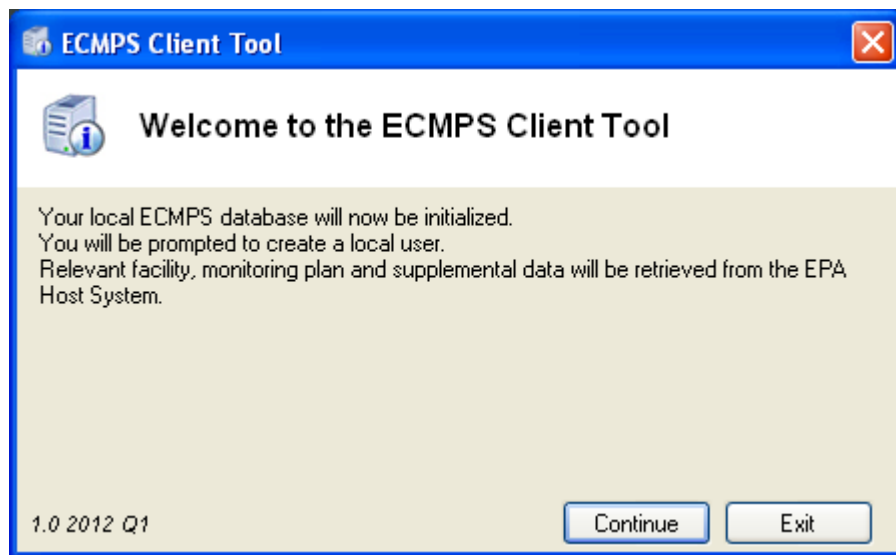 ECMPS Client Tool
Welcome to the ECMPS Client Tool
Your local ECMPS database will now be initialized.
You will be prompted to create a local user.
Relevant facility, monitoring plan and supplemental data will be retrieved from the EPA
Host System.
1.0 2012 Q1
Continue
Exit